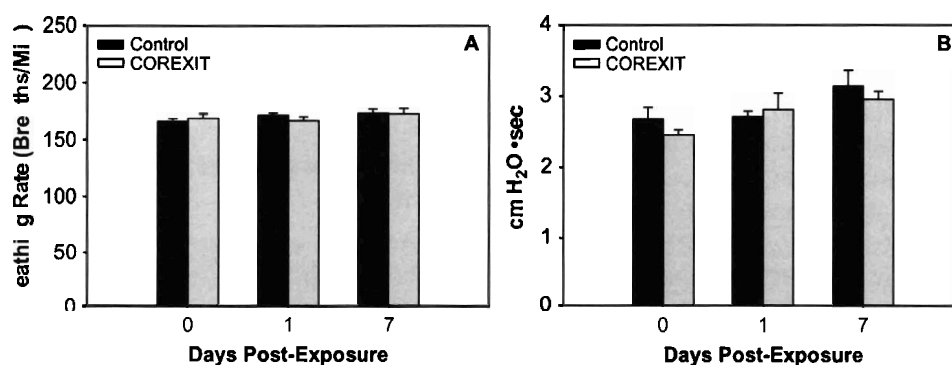 eathi g Rate (Bre ths/Mi )
250
200
150
100
50
0
Control
COREXIT
A
0 1 7
Days Post-Exposure
cm H₂O•sec
4
3
2
1
0
Control
COREXIT
B
0 1 7
Days Post-Exposure